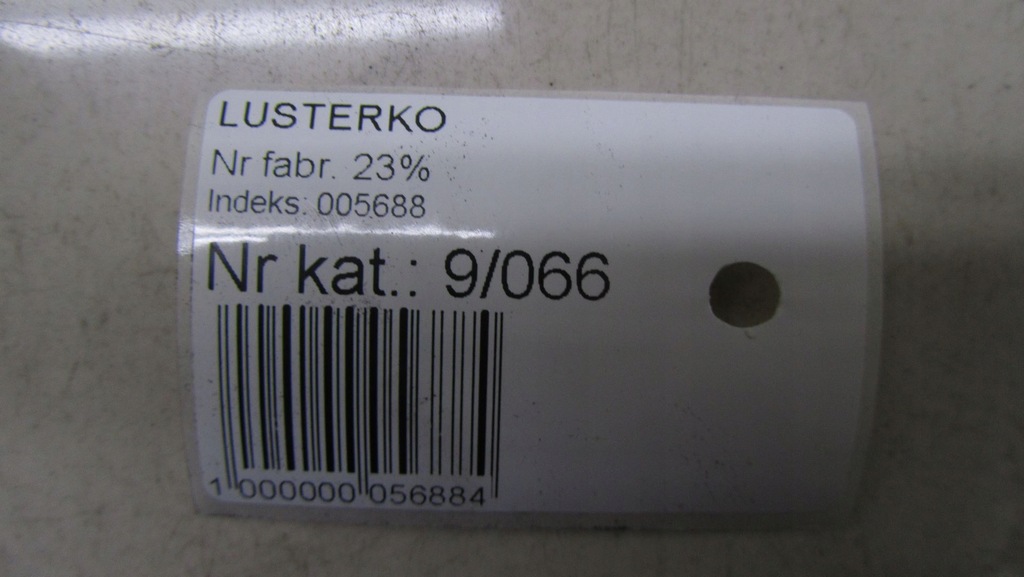 LUSTERKO
Nr fabr. 23%
Indeks: 005688
Nr kat.: 9/066
1 000000 056884